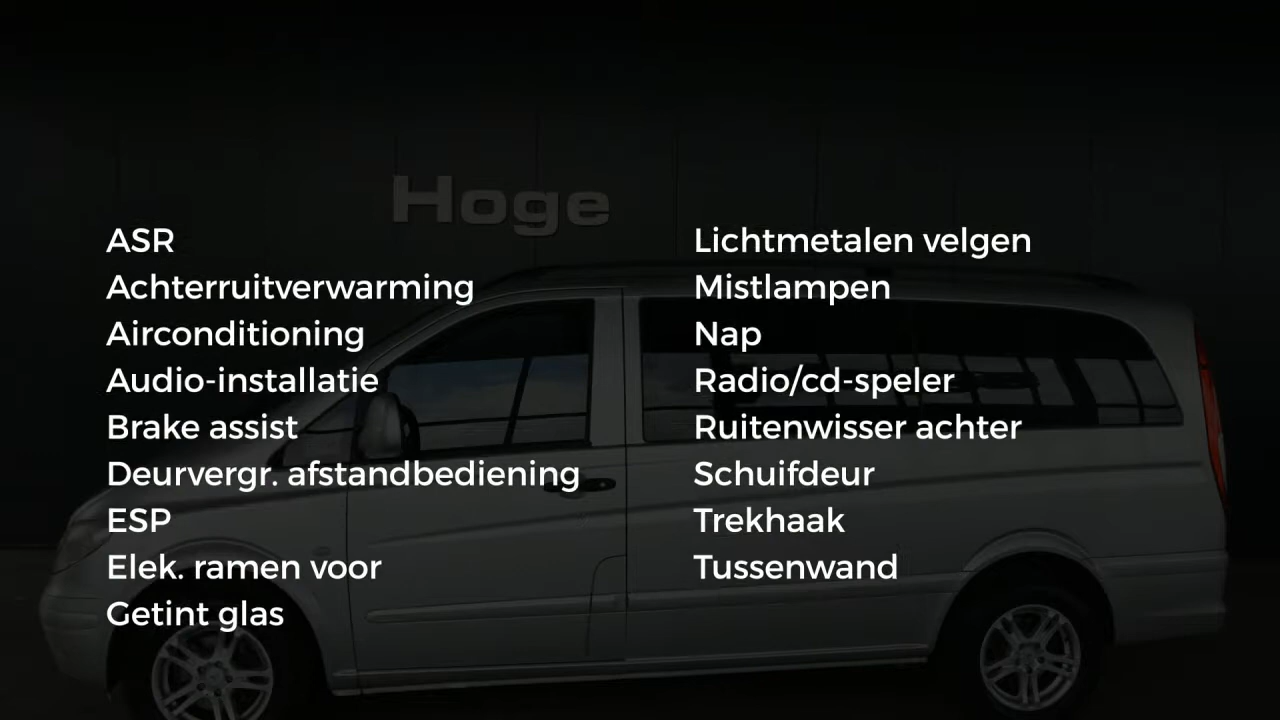 Hoge
ASR
Achterruitverwarming
Airconditioning
Audio-installatie
Brake assist
Deurvergr. afstandbediening
ESP
Elek. ramen voor
Getint glas
Lichtmetalen velgen
Mistlampen
Nap
Radio/cd-speler
Ruitenwisser achter
Schuifdeur
Trekhaak
Tussenwand